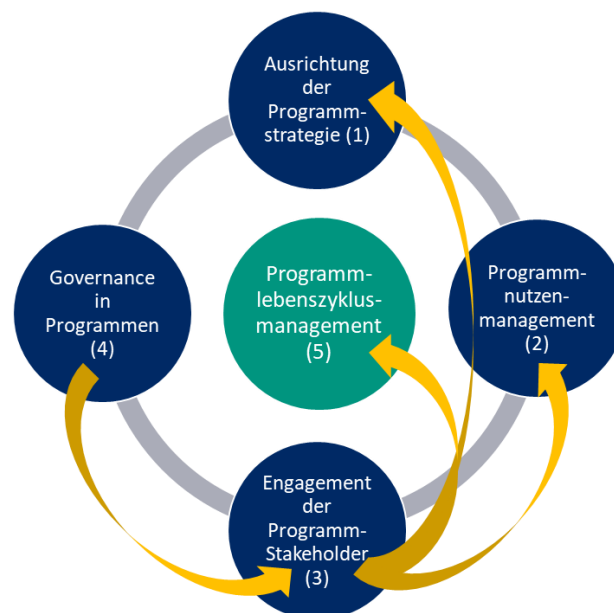 Ausrichtung
der
Programm-
strategie (1)
Governance
in
Programmen
(4)
Programm-
lebenszyklus-
management
(5)
Programm-
nutzen-
management
(2)
Engagement
der
Programm-
Stakeholder
(3)